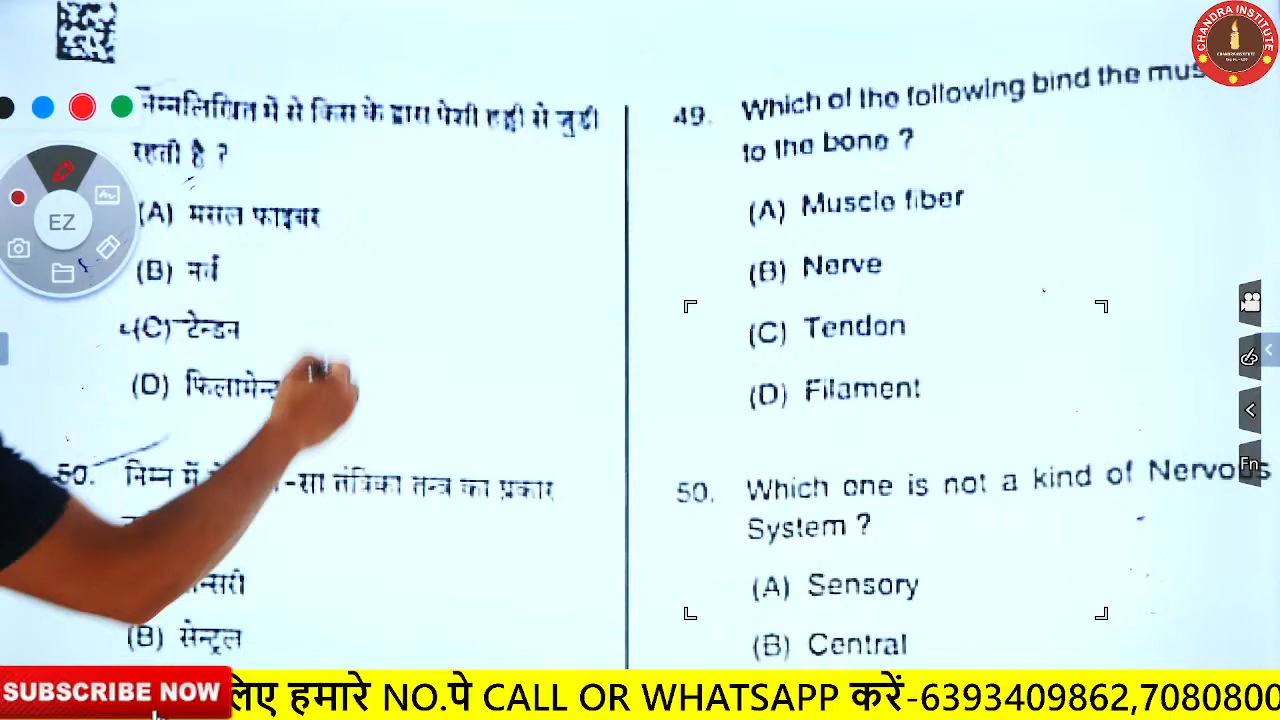 निम्नलिखित में से किस के द्वारा पेशी हड्डी से जुडी
रहती है ?
(A) मसल फाइबर
(B) नर्व
(C) टेन्डन
(D) फिलामेन्ट
50. निम्न में -सा तंत्रिका तन्त्र का प्रकार
(B) सेन्ट्रल
49. Which of the following bind the
to the bone ?
(A) Muscle fiber
(B) Nerve
(C) Tendon
(D) Filament
50. Which one is not a kind of Nervous
System ?
(A) Sensory
(B) Central
CHANDRA INSTITUTE
EZ
Fn
SUBSCRIBE NOW
लिए हमारे NO.पे CALL OR WHATSAPP करें-6393409862,7080800